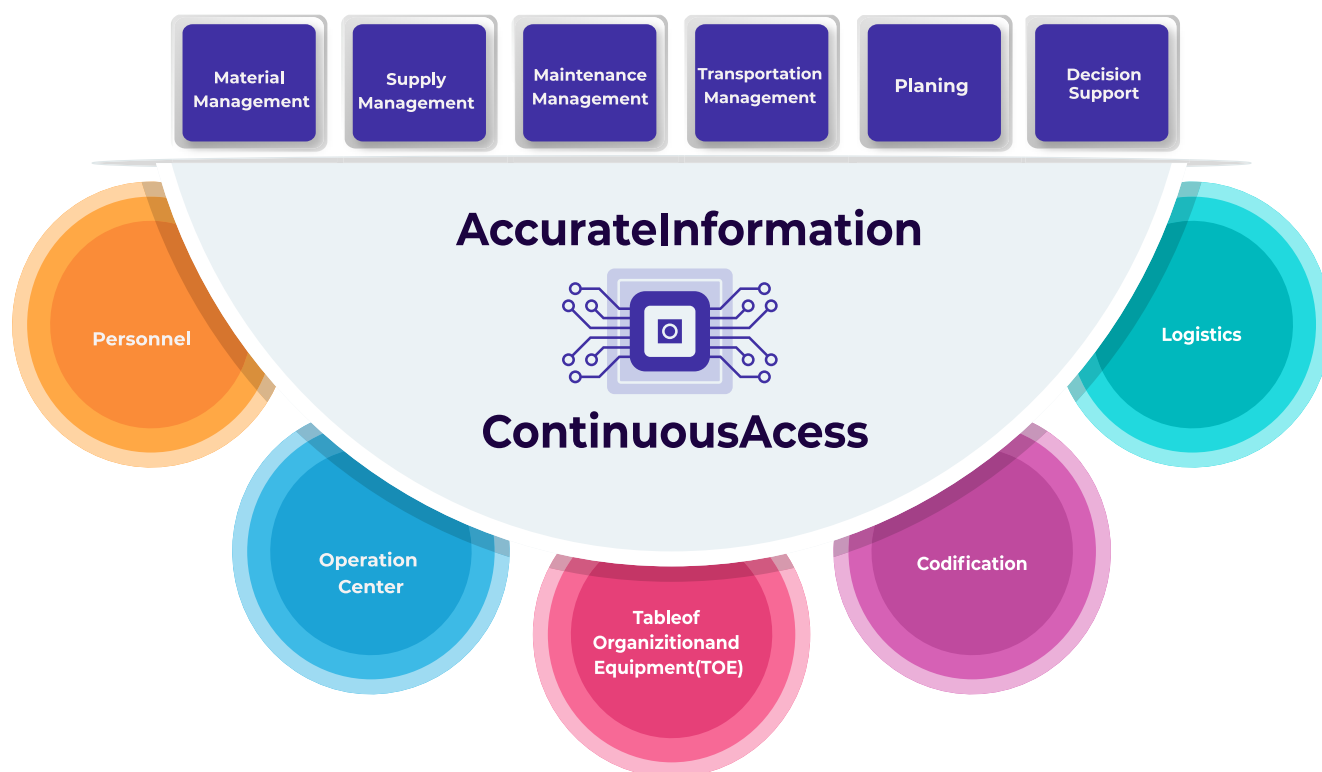 Material
Management
Supply
Management
Maintenance
Management
Transportation
Management
Planing
Decision
Support
AccurateInformation
ContinuousAcess
Personnel
Operation
Center
Tableof
Organizitionand
Equipment(TOE)
Codification
Logistics